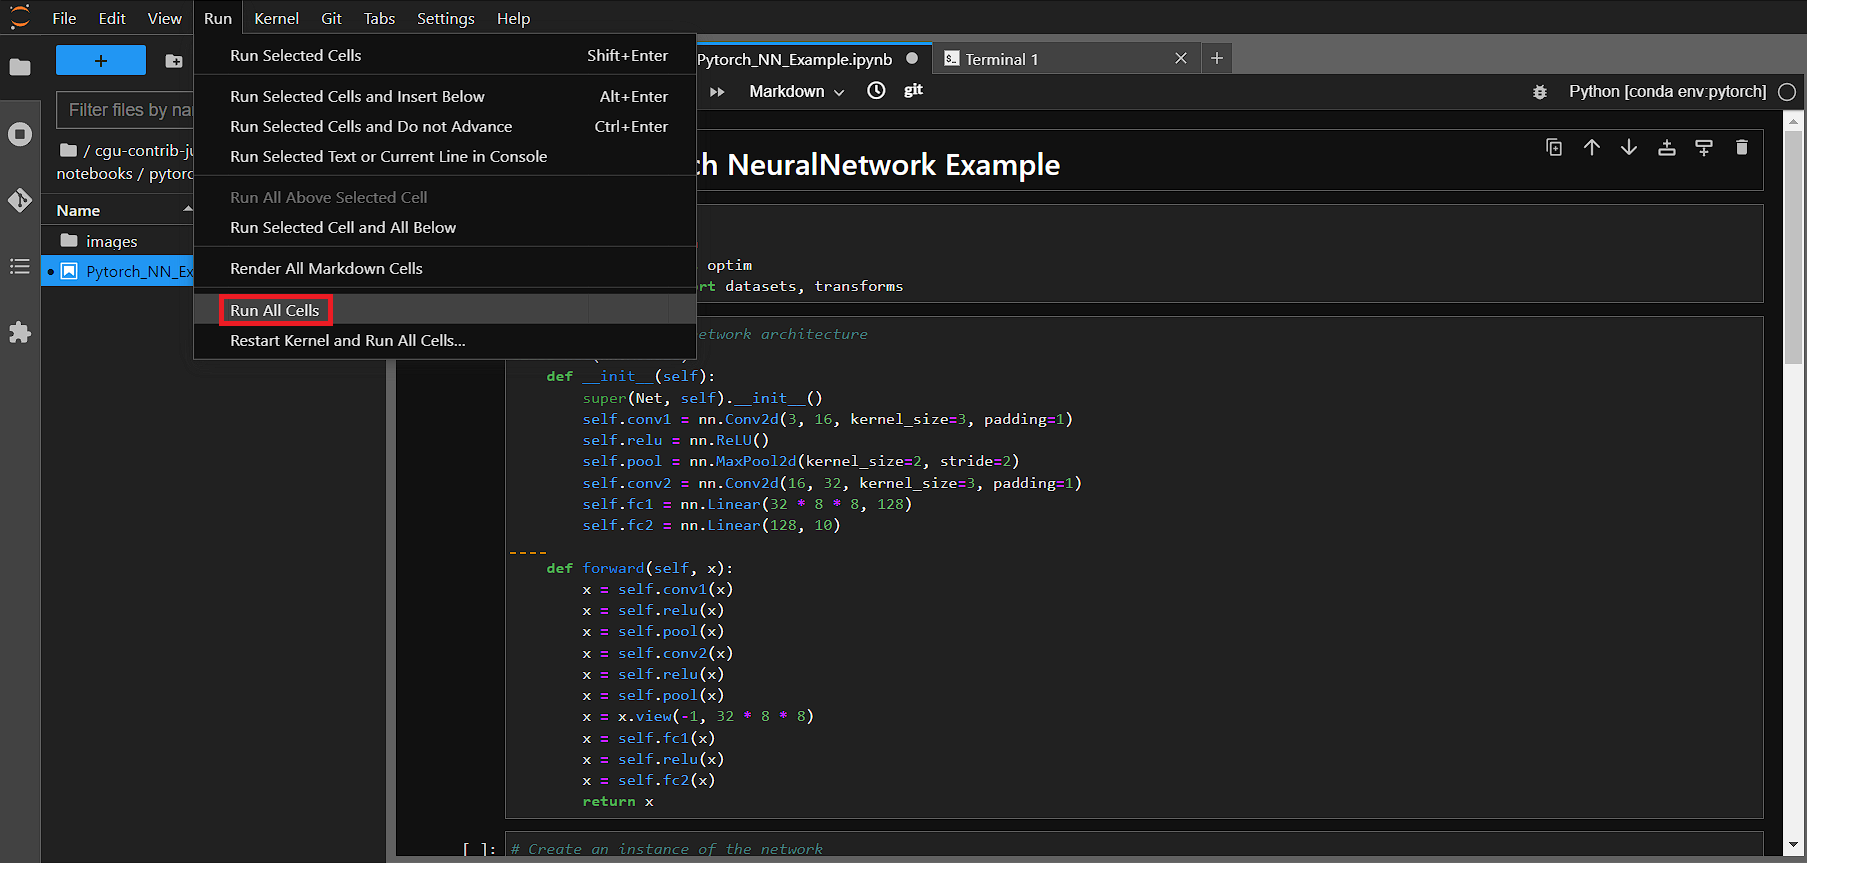 File Edit View Run Kernel Git Tabs Settings Help
Run Selected Cells Shift+Enter
Run Selected Cells and Insert Below Alt+Enter
Run Selected Cells and Do not Advance Ctrl+Enter
Run Selected Text or Current Line in Console
Run All Above Selected Cell
Run Selected Cell and All Below
Render All Markdown Cells
Run All Cells
Restart Kernel and Run All Cells...
+
Filter files by na
/ cgu-contrib-ju
notebooks / pytorc
Name
images
Pytorch_NN_Ex
Pytorch_NN_Example.ipynb
Terminal 1
Markdown git Python [conda env:pytorch]
ch NeuralNetwork Example
optim
rt datasets, transforms
etwork architecture
def __init__(self):
super(Net, self).__init__()
self.conv1 = nn.Conv2d(3, 16, kernel_size=3, padding=1)
self.relu = nn.ReLU()
self.pool = nn.MaxPool2d(kernel_size=2, stride=2)
self.conv2 = nn.Conv2d(16, 32, kernel_size=3, padding=1)
self.fc1 = nn.Linear(32 * 8 * 8, 128)
self.fc2 = nn.Linear(128, 10)
----
def forward(self, x):
x = self.conv1(x)
x = self.relu(x)
x = self.pool(x)
x = self.conv2(x)
x = self.relu(x)
x = self.pool(x)
x = x.view(-1, 32 * 8 * 8)
x = self.fc1(x)
x = self.relu(x)
x = self.fc2(x)
return x
[ ]: # Create an instance of the network